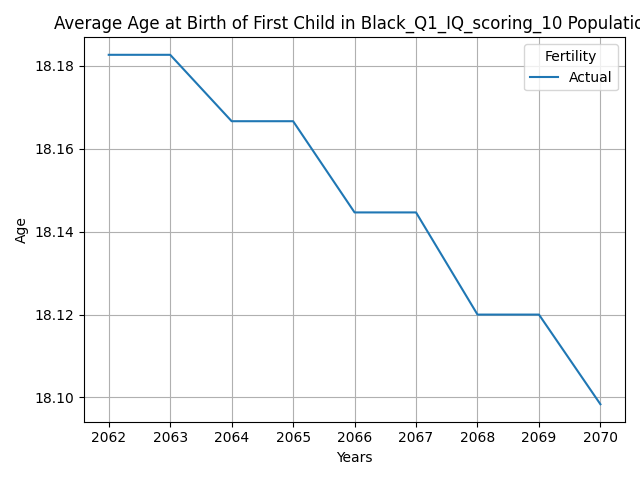 Average Age at Birth of First Child in Black_Q1_IQ_scoring_10 Populatio
Fertility
Actual
18.18
18.16
18.14
18.12
18.10
Age
2062 2063 2064 2065 2066 2067 2068 2069 2070
Years